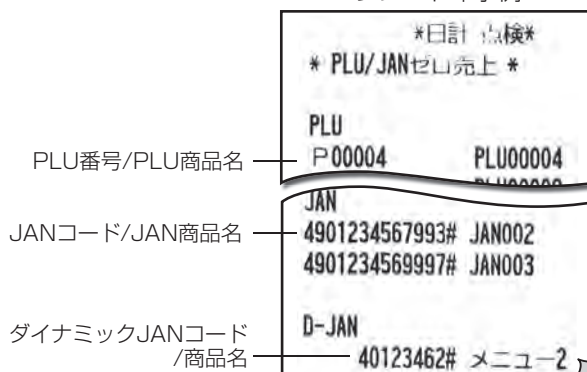 *日計 点検*
* PLU/JANゼロ売上 *
PLU
PLU番号/PLU商品名
P00004 PLU00004
JAN
JANコード/JAN商品名
4901234567993# JAN002
4901234569997# JAN003
D-JAN
ダイナミックJANコード
/商品名
40123462# メニュー2